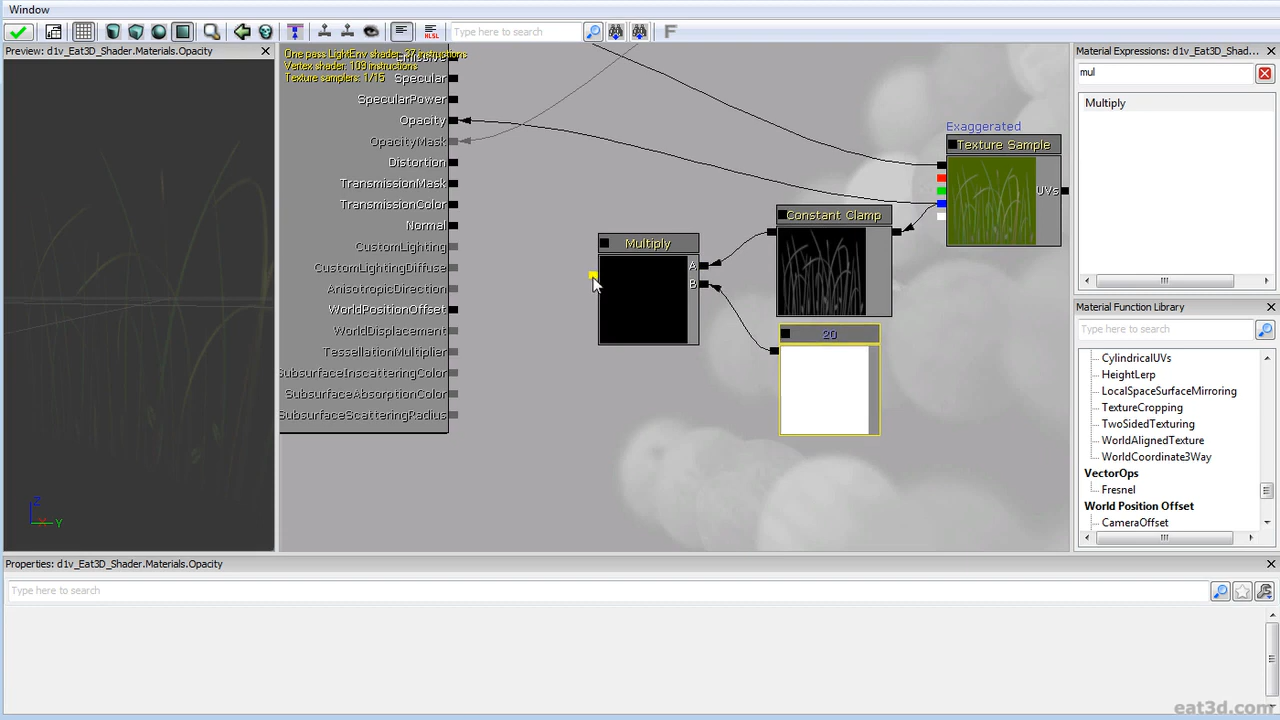 Window
Type here to search
HLSL
F
Preview: d1v_Eat3D_Shader.Materials.Opacity
One pass LightEnv shader: 37 instructions
Vertex shader: 109 instructions
Texture samplers: 1/15
Specular
SpecularPower
Opacity
OpacityMask
Distortion
TransmissionMask
TransmissionColor
Normal
CustomLighting
CustomLightingDiffuse
AnisotropicDirection
WorldPositionOffset
WorldDisplacement
TessellationMultiplier
SubsurfaceInscatteringColor
SubsurfaceAbsorptionColor
SubsurfaceScatteringRadius
Exaggerated
Texture Sample
UVs
Constant Clamp
Multiply
A
B
20
Z
X
Y
Material Expressions: d1v_Eat3D_Shad...
mul
Multiply
Material Function Library
Type here to search
CylindricalUVs
HeightLerp
LocalSpaceSurfaceMirroring
TextureCropping
TwoSidedTexturing
WorldAlignedTexture
WorldCoordinate3Way
VectorOps
Fresnel
World Position Offset
CameraOffset
Properties: d1v_Eat3D_Shader.Materials.Opacity
Type here to search
eat3d.com